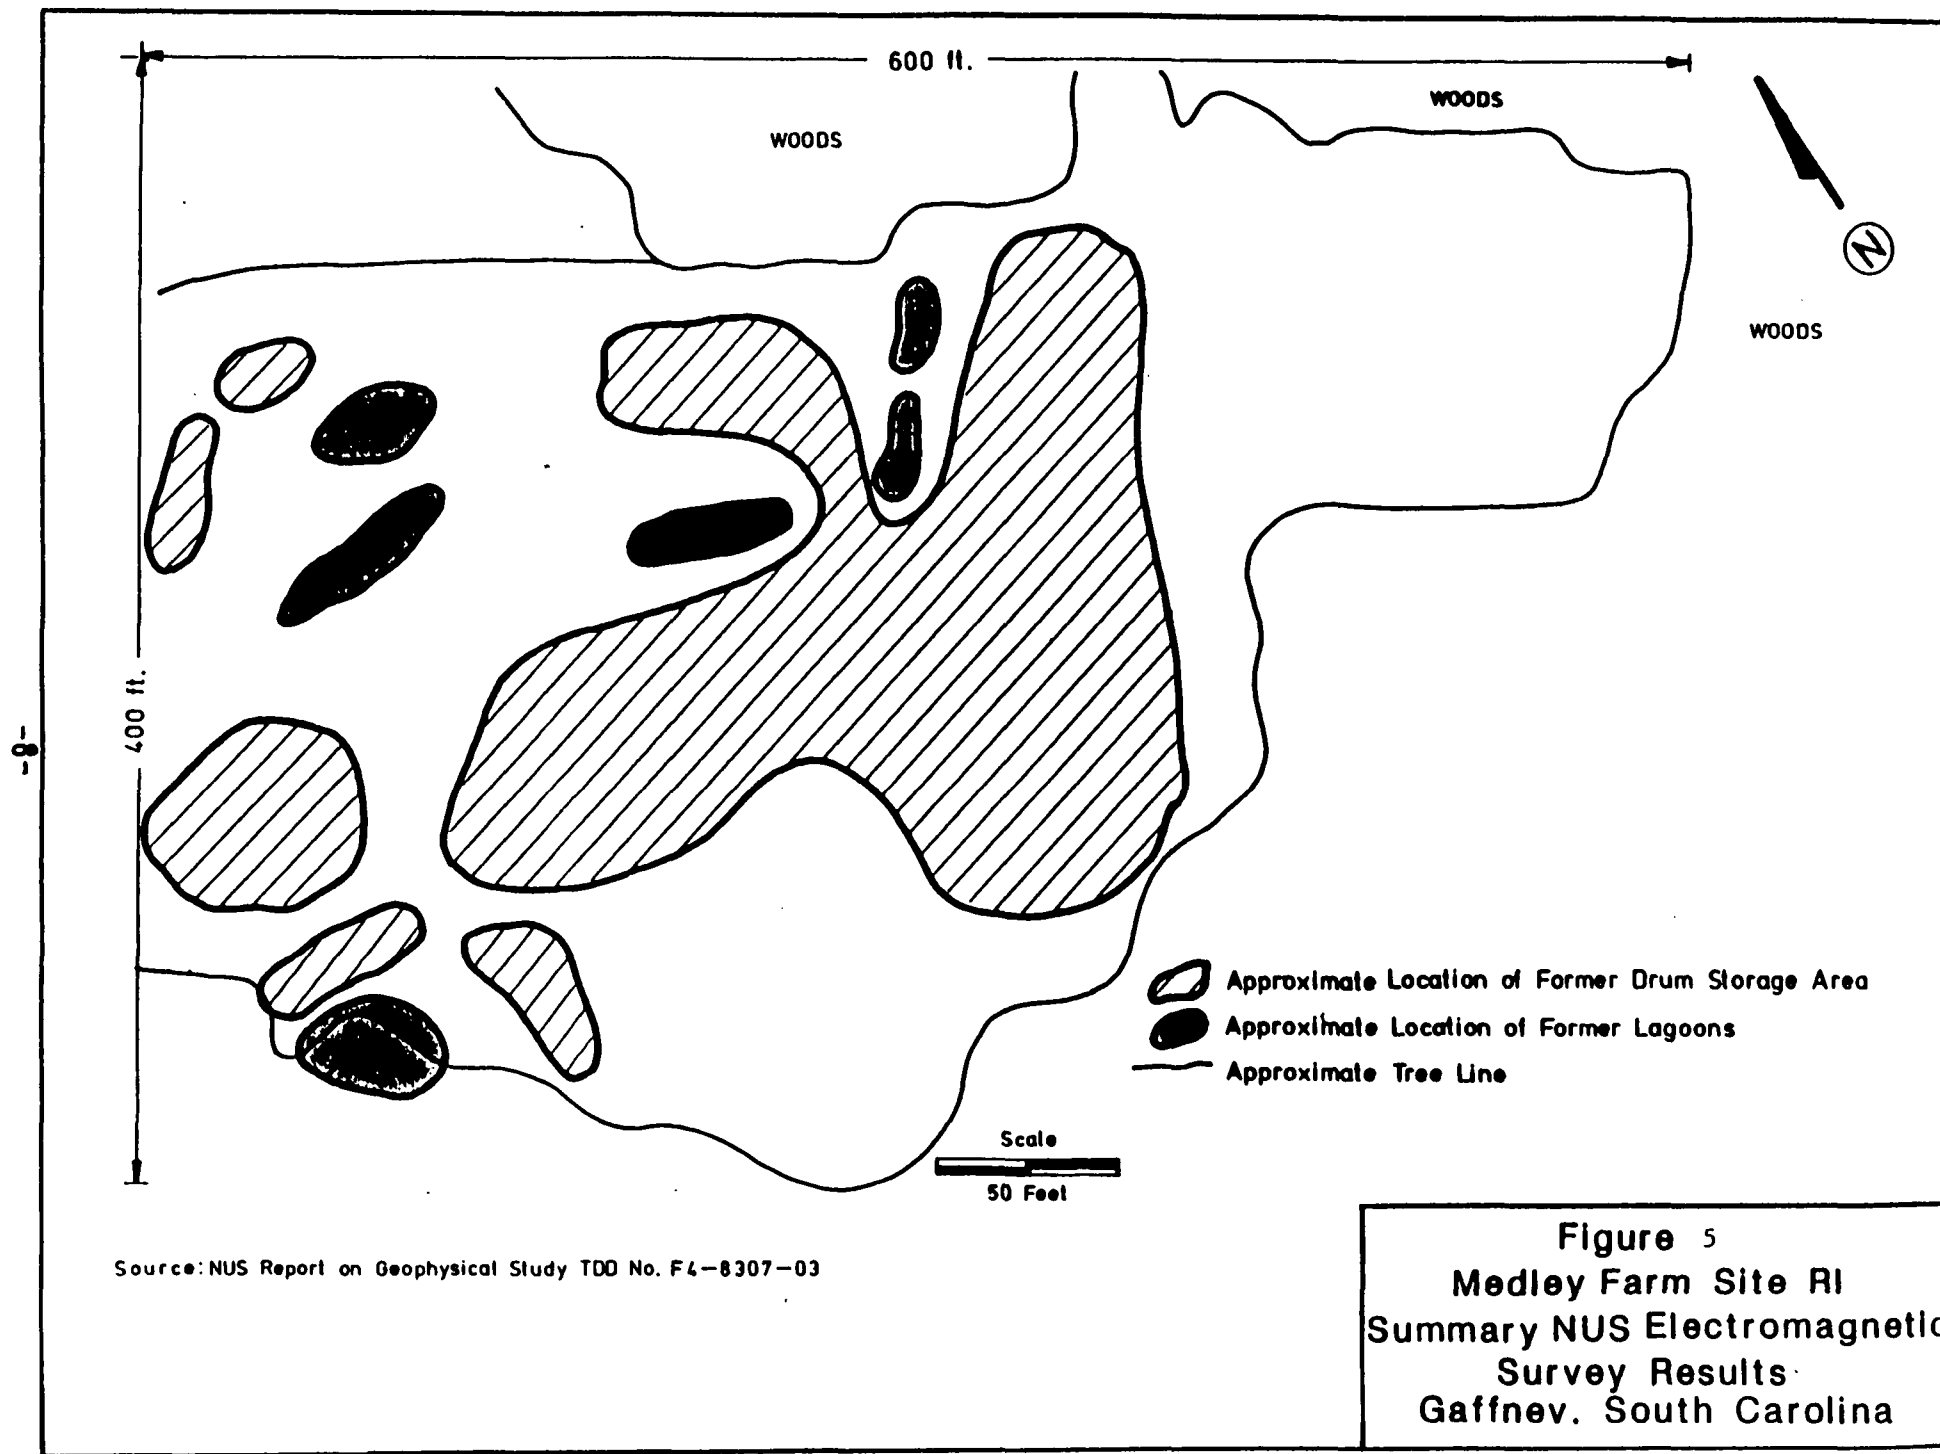 600 ft.
WOODS
WOODS
N
WOODS
400 ft.
-8-
Approximate Location of Former Drum Storage Area
Approximate Location of Former Lagoons
Approximate Tree Line
Scale
50 Feet
Source: NUS Report on Geophysical Study TDD No. F4-8307-03
Figure 5
Medley Farm Site RI
Summary NUS Electromagnetic
Survey Results
Gaffney. South Carolina